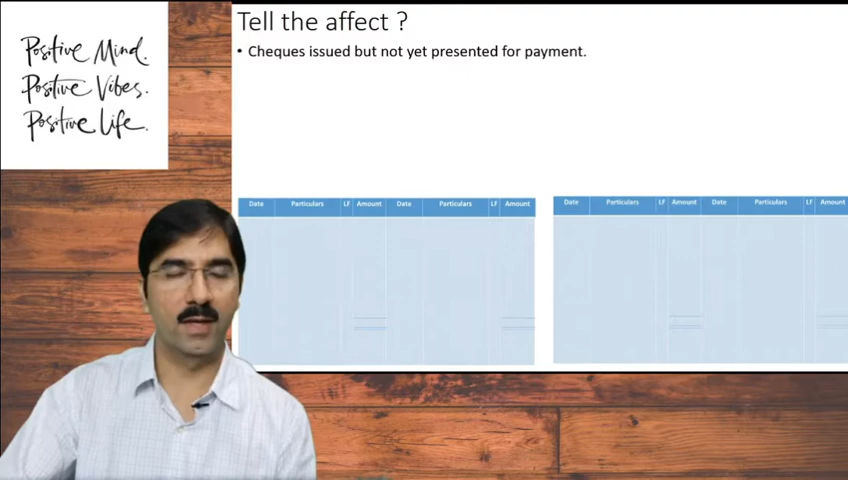 Positive Mind.
Positive Vibes.
Positive Life.
Tell the affect ?
• Cheques issued but not yet presented for payment.
Date Particulars LF Amount Date Particulars LF Amount
Date Particulars LF Amount Date Particulars LF Amount